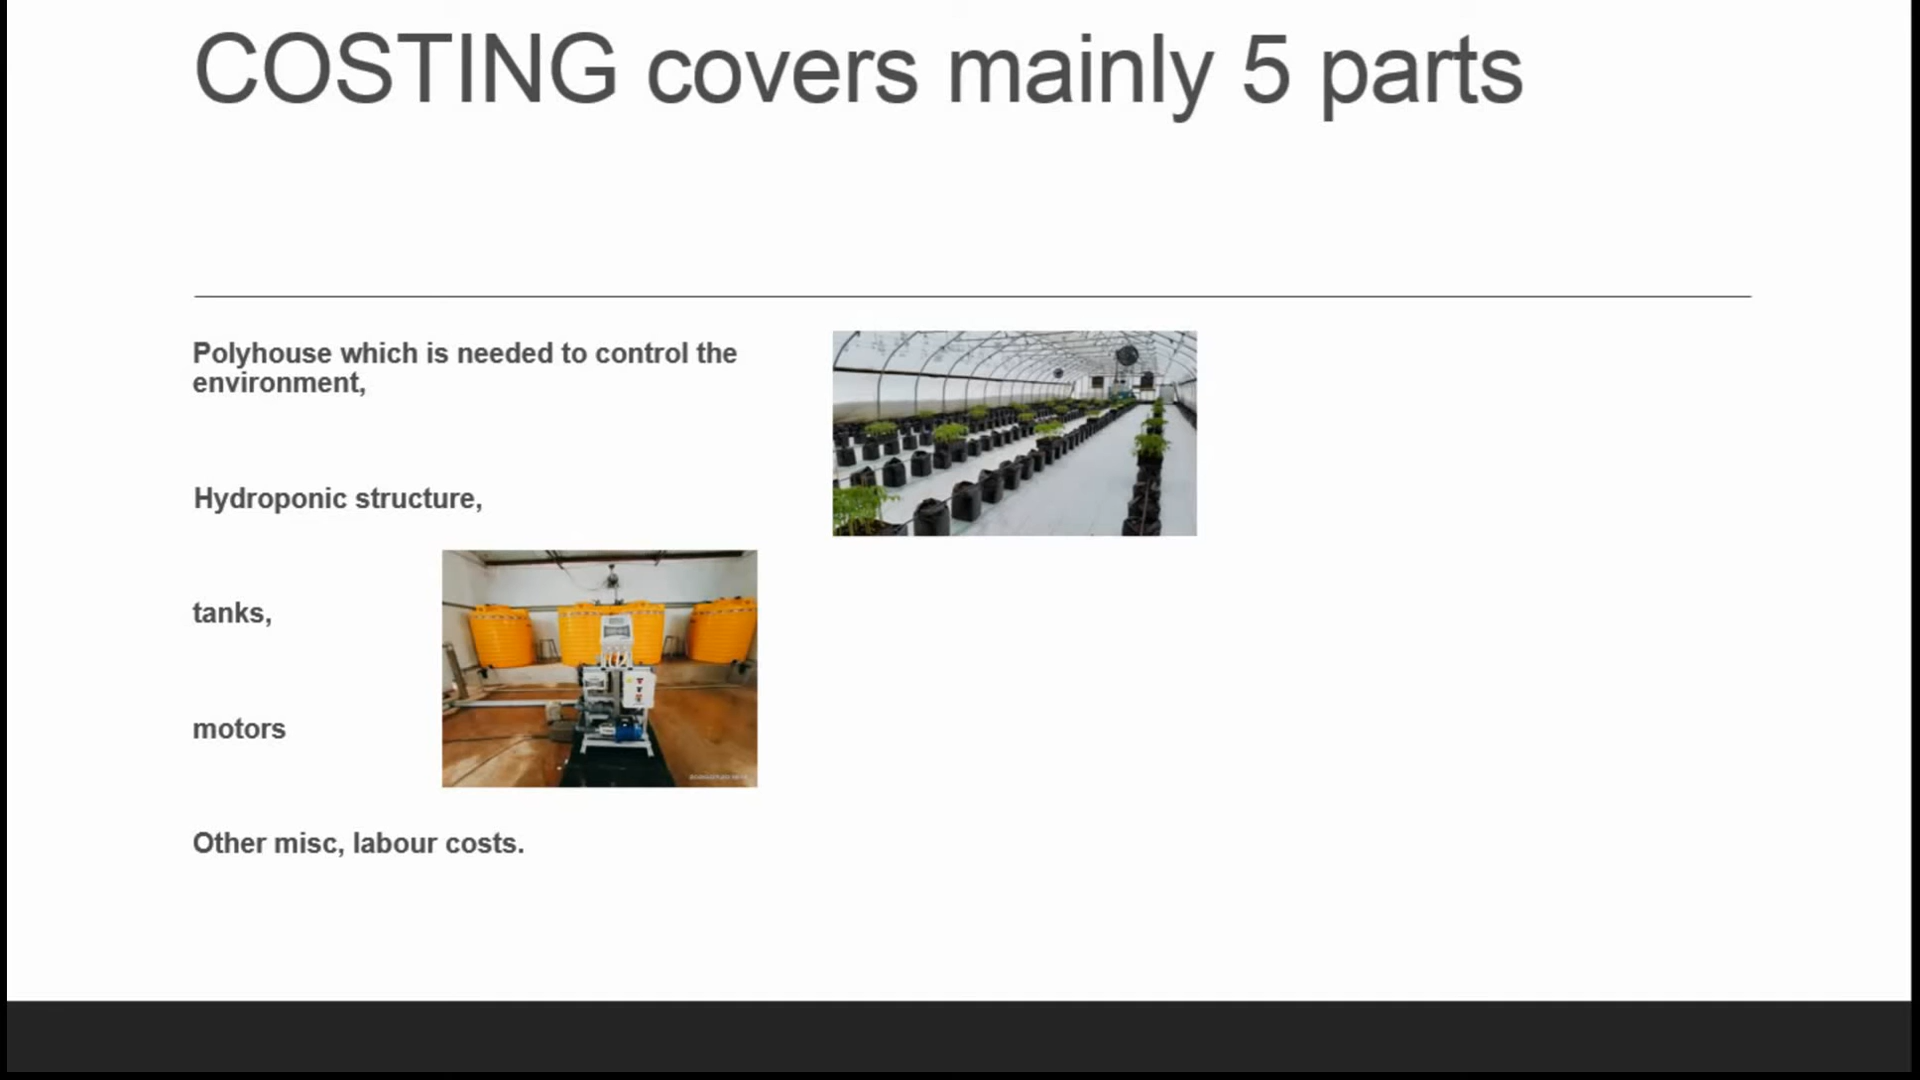 COSTING covers mainly 5 parts
Polyhouse which is needed to control the
environment,
Hydroponic structure,
tanks,
motors
Other misc, labour costs.